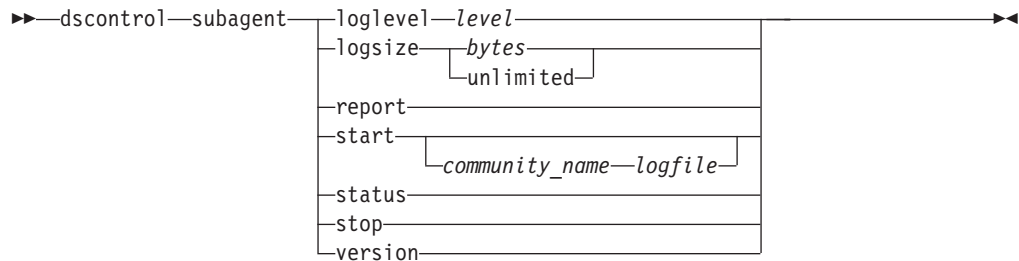 dscontrol subagent loglevel level
logsize bytes
unlimited
report
start
community_name logfile
status
stop
version